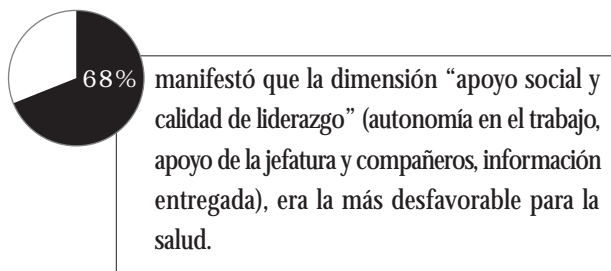 68%
manifestó que la dimensión “apoyo social y
calidad de liderazgo” (autonomía en el trabajo,
apoyo de la jefatura y compañeros, información
entregada), era la más desfavorable para la
salud.